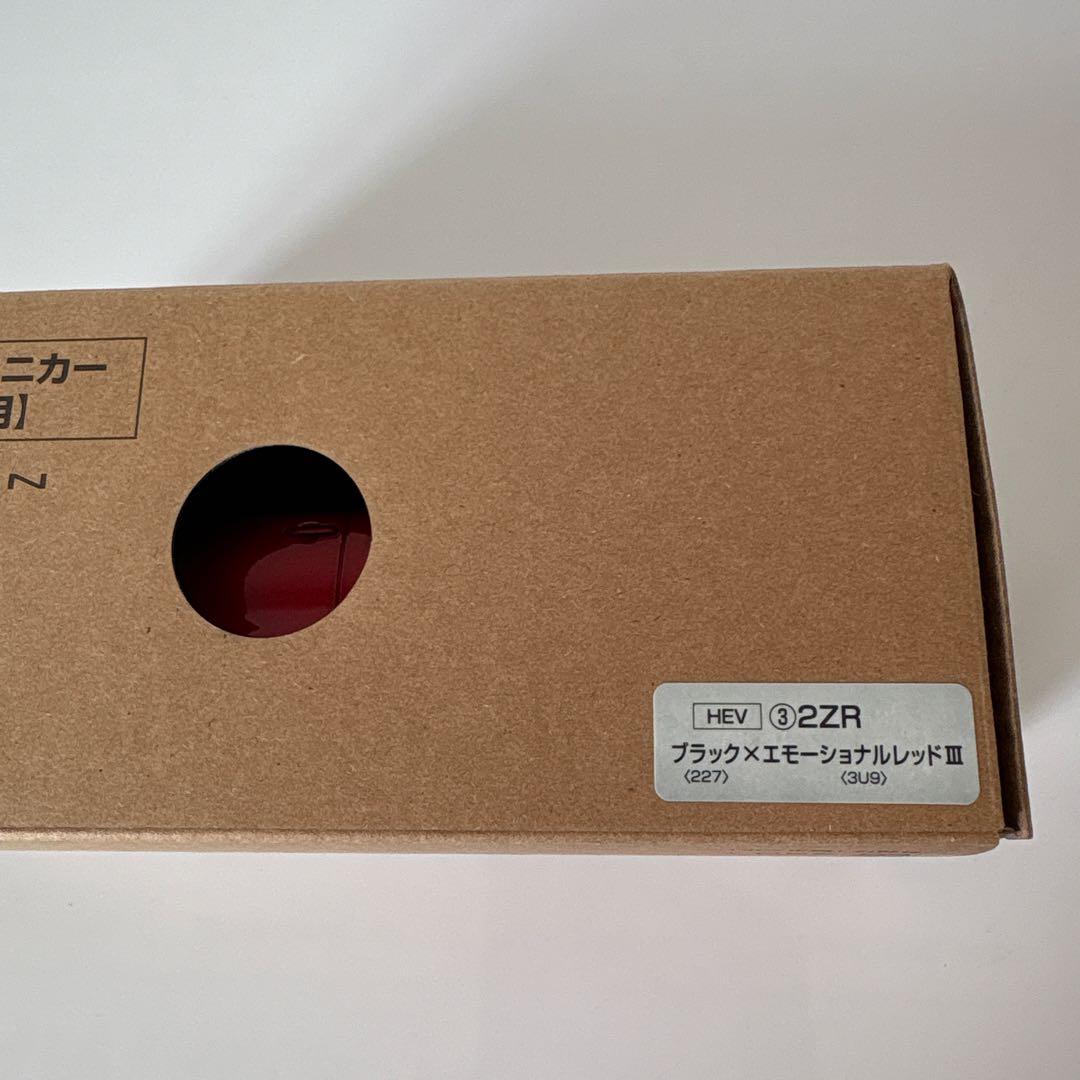 ニカー
用】
Z
HEV ③2ZR
ブラック×エモーショナルレッドⅢ
〈227〉 〈3U9〉